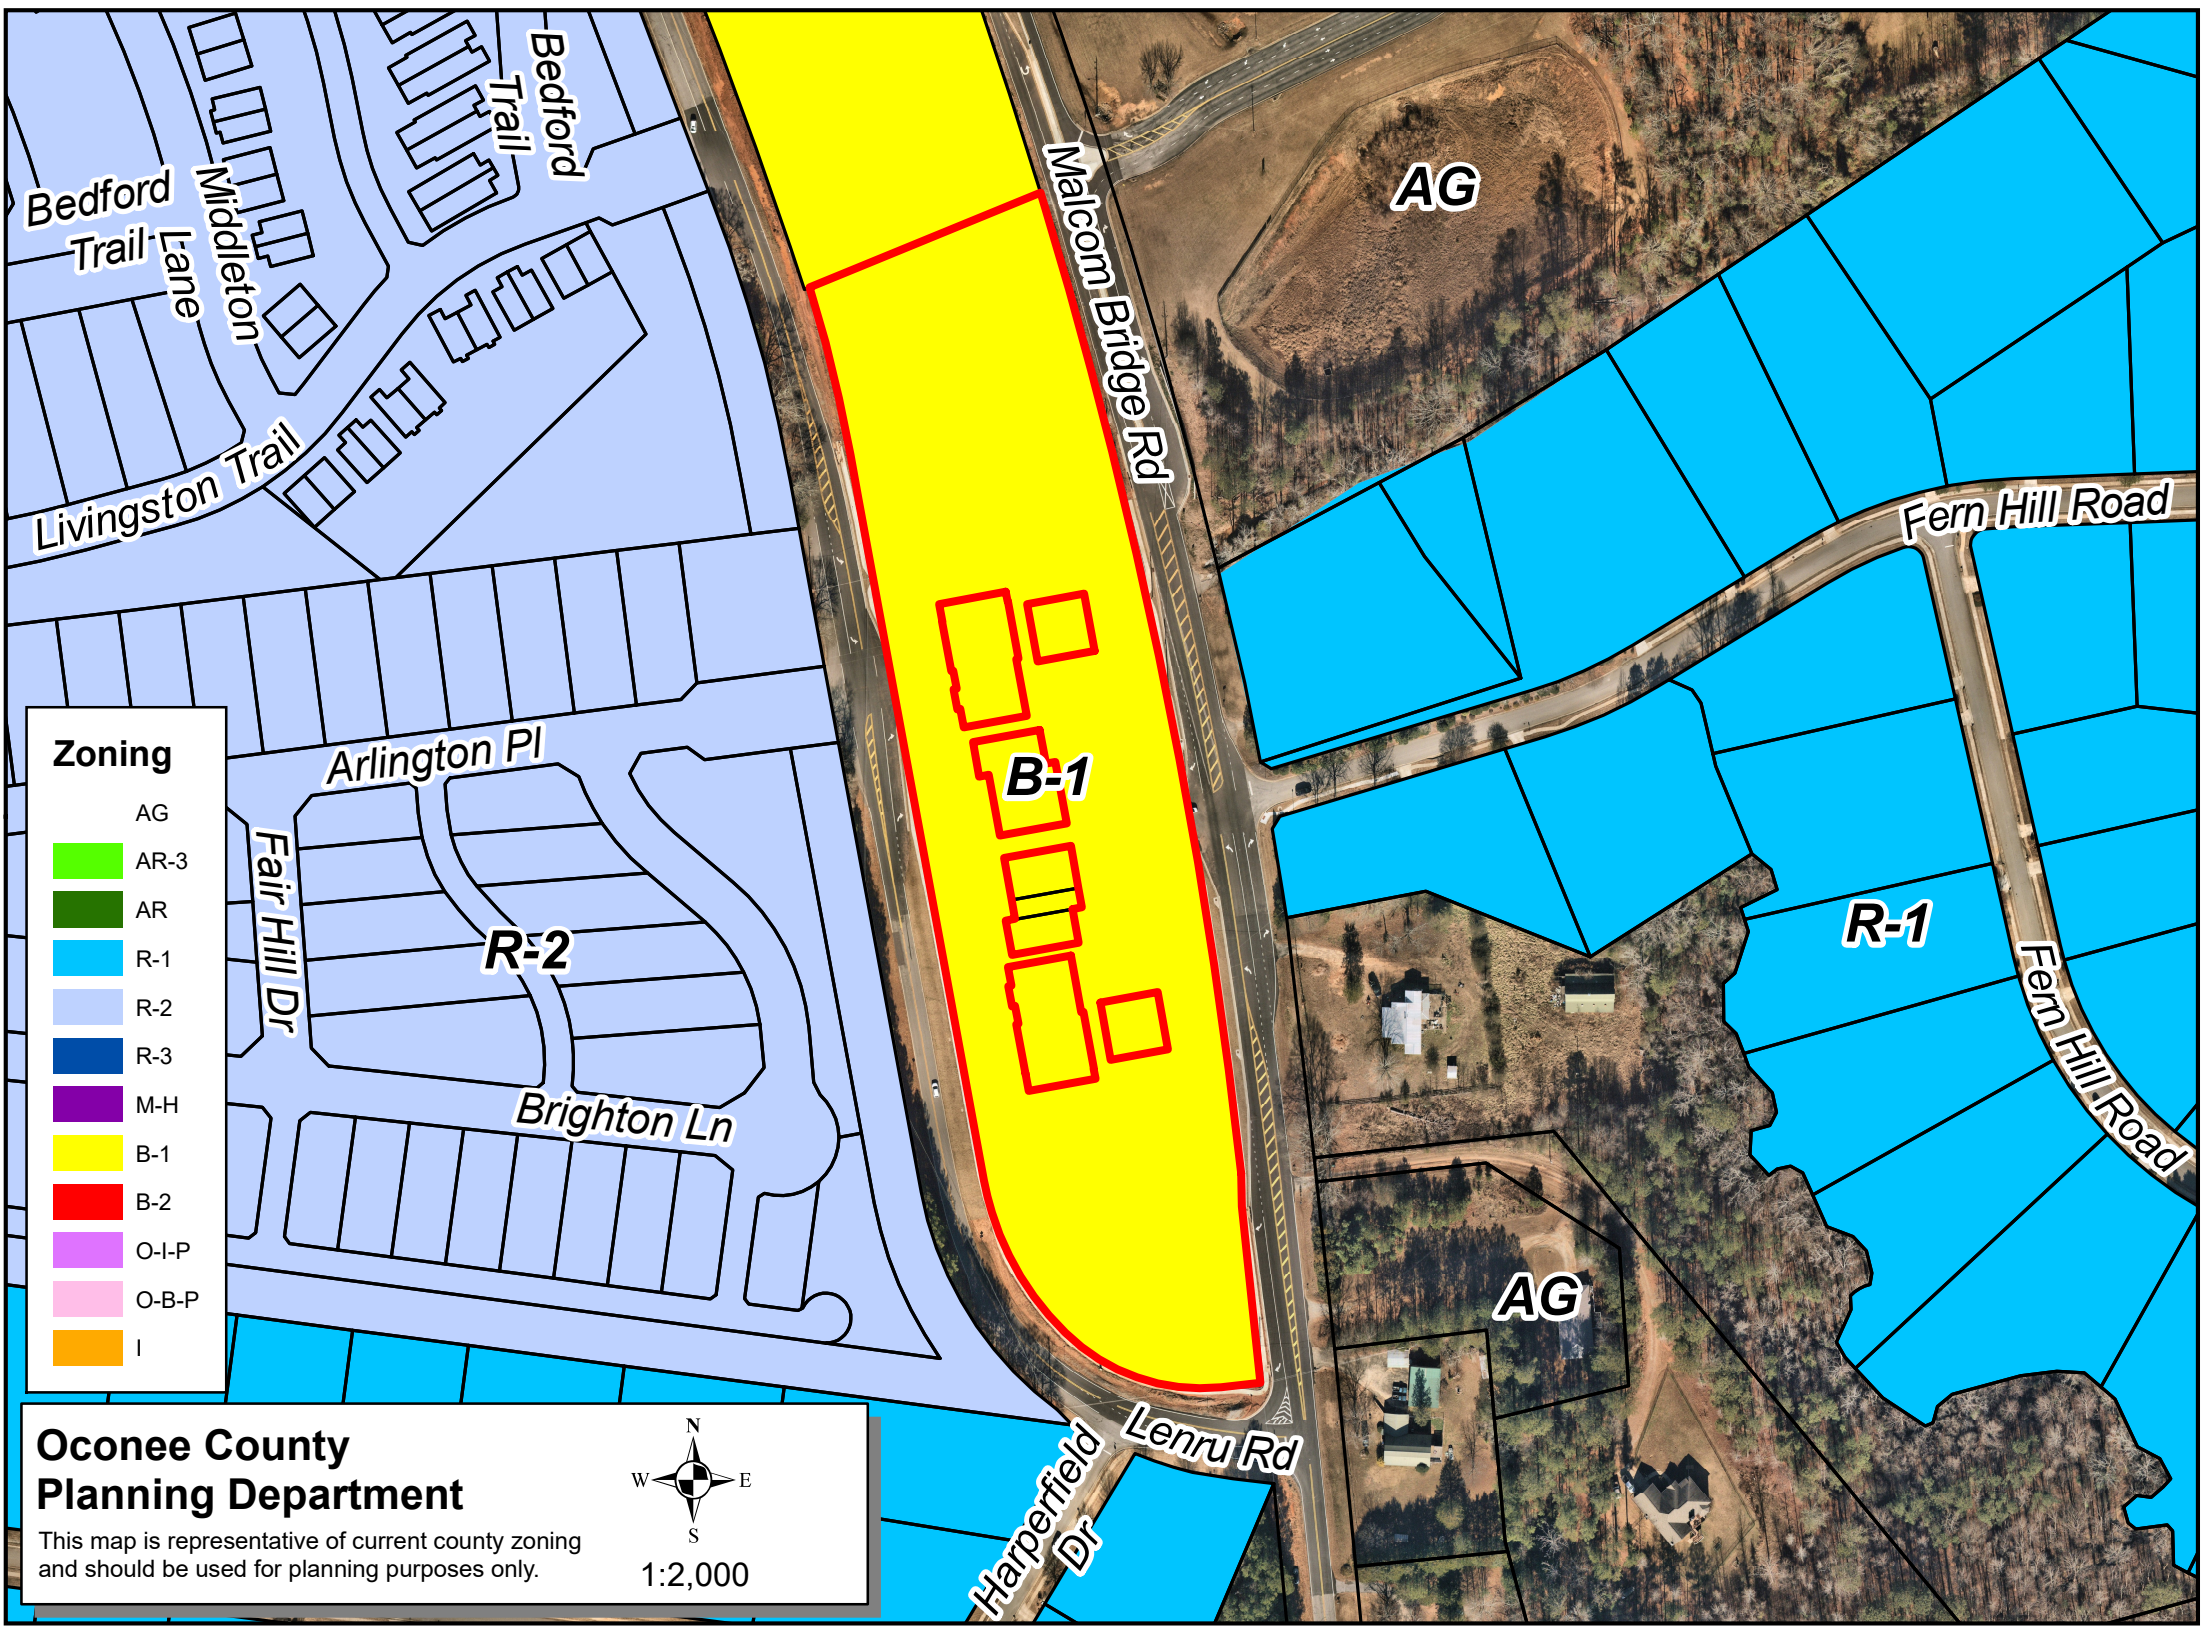 Bedford
Trail
Bedford
Trail
Middleton
Lane
Malcom Bridge Rd
AG
Livingston Trail
Fern Hill Road
Zoning
AG
AR-3
AR
R-1
R-2
R-3
M-H
B-1
B-2
O-I-P
O-B-P
I
Arlington Pl
B-1
Fair Hill Dr
R-2
R-1
Fern Hill Road
Brighton Ln
AG
Lenru Rd
Harperfield
Dr
Oconee County
Planning Department
This map is representative of current county zoning
and should be used for planning purposes only.
N
W E
S
1:2,000